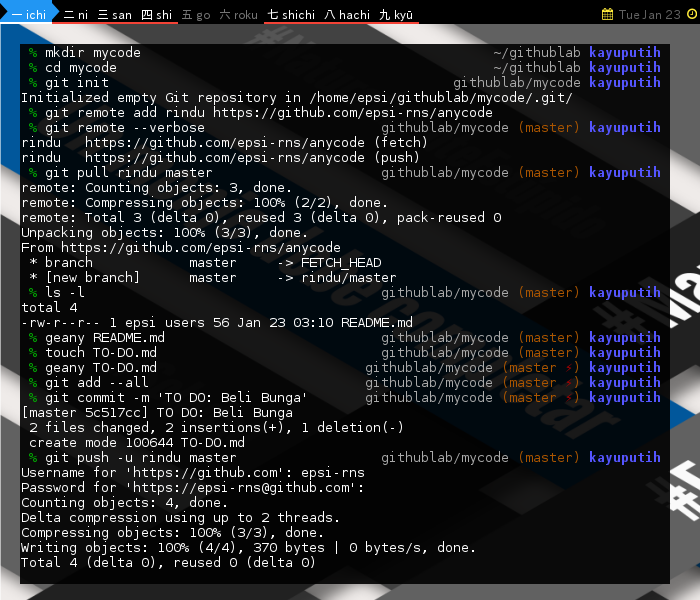 一 ichi 二 ni 三 san 四 shi 五 go 六 roku 七 shichi 八 hachi 九 kyū Tue Jan 23
% mkdir mycode ~/githublab kayuputih
% cd mycode ~/githublab kayuputih
% git init githublab/mycode kayuputih
Initialized empty Git repository in /home/epsi/githublab/mycode/.git/
% git remote add rindu https://github.com/epsi-rns/anycode
% git remote --verbose githublab/mycode (master) kayuputih
rindu https://github.com/epsi-rns/anycode (fetch)
rindu https://github.com/epsi-rns/anycode (push)
% git pull rindu master githublab/mycode (master) kayuputih
remote: Counting objects: 3, done.
remote: Compressing objects: 100% (2/2), done.
remote: Total 3 (delta 0), reused 3 (delta 0), pack-reused 0
Unpacking objects: 100% (3/3), done.
From https://github.com/epsi-rns/anycode
* branch master -> FETCH_HEAD
* [new branch] master -> rindu/master
% ls -l githublab/mycode (master) kayuputih
total 4
-rw-r--r-- 1 epsi users 56 Jan 23 03:10 README.md
% geany README.md githublab/mycode (master) kayuputih
% touch TO-DO.md githublab/mycode (master) kayuputih
% geany TO-DO.md githublab/mycode (master ⚡) kayuputih
% git add --all githublab/mycode (master ⚡) kayuputih
% git commit -m 'TO DO: Beli Bunga' githublab/mycode (master ⚡) kayuputih
[master 5c517cc] TO DO: Beli Bunga
2 files changed, 2 insertions(+), 1 deletion(-)
create mode 100644 TO-DO.md
% git push -u rindu master githublab/mycode (master) kayuputih
Username for 'https://github.com': epsi-rns
Password for 'https://epsi-rns@github.com':
Counting objects: 4, done.
Delta compression using up to 2 threads.
Compressing objects: 100% (3/3), done.
Writing objects: 100% (4/4), 370 bytes | 0 bytes/s, done.
Total 4 (delta 0), reused 0 (delta 0)